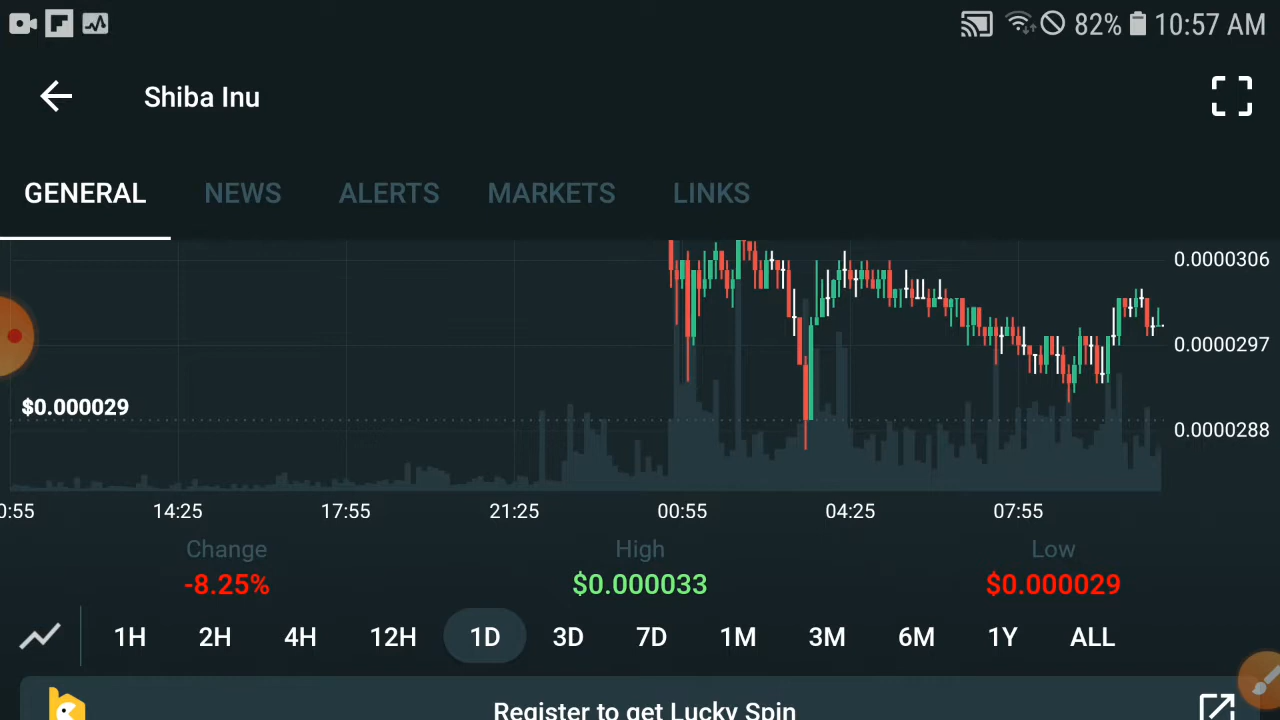 82% 10:57 AM
Shiba Inu
GENERAL NEWS ALERTS MARKETS LINKS
0.0000306
0.0000297
$0.000029
0.0000288
0:55 14:25 17:55 21:25 00:55 04:25 07:55
Change High Low
-8.25% $0.000033 $0.000029
1H 2H 4H 12H 1D 3D 7D 1M 3M 6M 1Y ALL
Register to get Lucky Spin